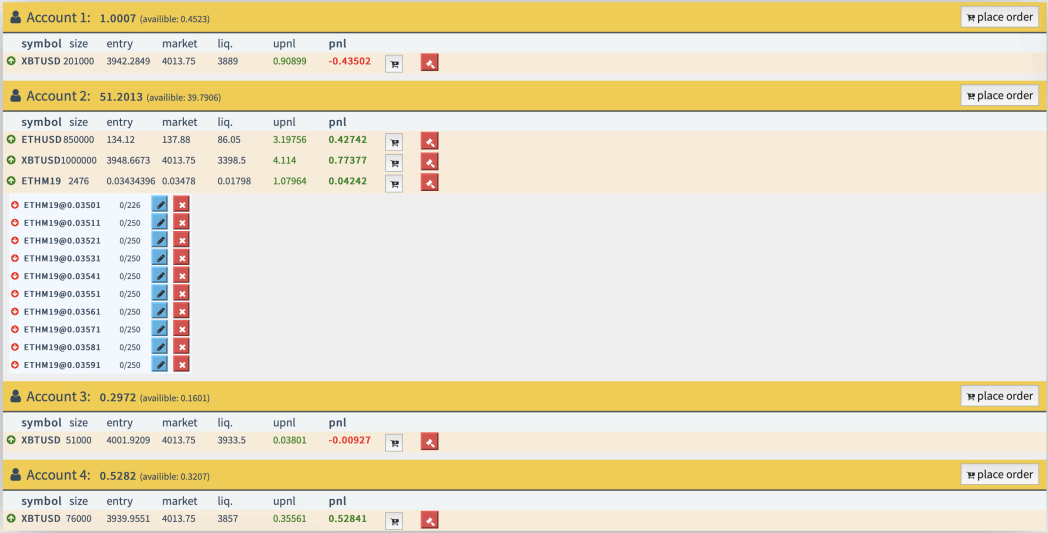 Account 1: 1.0007 (availible: 0.4523) place order
symbol size entry market liq. upnl pnl
XBTUSD 201000 3942.2849 4013.75 3889 0.90899 -0.43502
Account 2: 51.2013 (availible: 39.7906) place order
symbol size entry market liq. upnl pnl
ETHUSD 850000 134.12 137.88 86.05 3.19756 0.42742
XBTUSD 1000000 3948.6673 4013.75 3398.5 4.114 0.77377
ETHM19 2476 0.03434396 0.03478 0.01798 1.07964 0.04242
ETHM19@0.03501 0/226
ETHM19@0.03511 0/250
ETHM19@0.03521 0/250
ETHM19@0.03531 0/250
ETHM19@0.03541 0/250
ETHM19@0.03551 0/250
ETHM19@0.03561 0/250
ETHM19@0.03571 0/250
ETHM19@0.03581 0/250
ETHM19@0.03591 0/250
Account 3: 0.2972 (availible: 0.1601) place order
symbol size entry market liq. upnl pnl
XBTUSD 51000 4001.9209 4013.75 3933.5 0.03801 -0.00927
Account 4: 0.5282 (availible: 0.3207) place order
symbol size entry market liq. upnl pnl
XBTUSD 76000 3939.9551 4013.75 3857 0.35561 0.52841